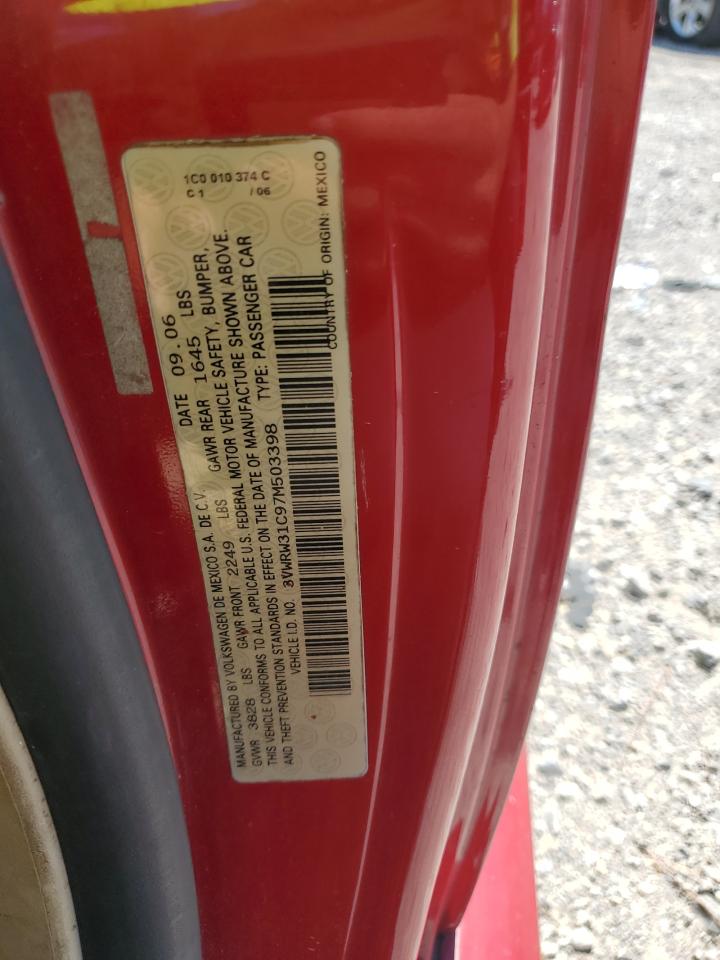 1C0 010 374 C
C 1 / 06
MANUFACTURED BY VOLKSWAGEN DE MEXICO S.A. DE C.V. DATE 09.06
GVWR 3828 LBS GAWR FRONT 2249 LBS GAWR REAR 1645 LBS
THIS VEHICLE CONFORMS TO ALL APPLICABLE U.S. FEDERAL MOTOR VEHICLE SAFETY, BUMPER,
AND THEFT PREVENTION STANDARDS IN EFFECT ON THE DATE OF MANUFACTURE SHOWN ABOVE.
VEHICLE I.D. NO. 3VWRW31C97M503398 TYPE: PASSENGER CAR
COUNTRY OF ORIGIN: MEXICO